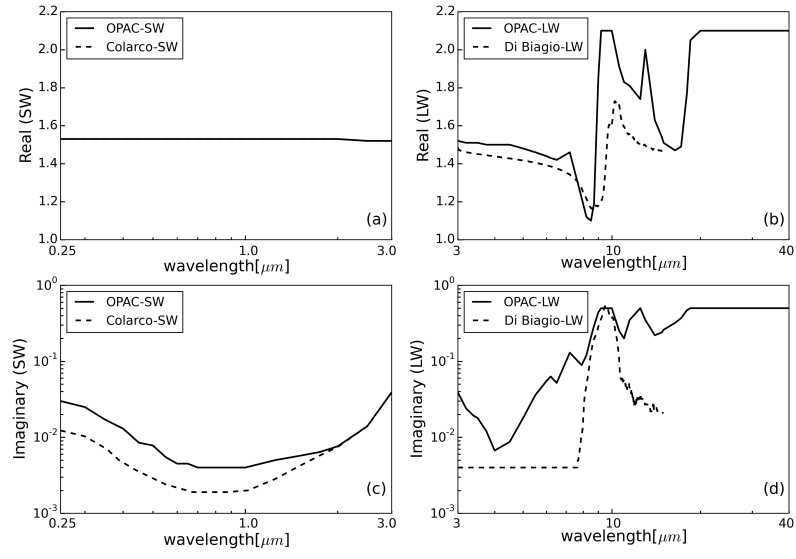 2.2
2.0
1.8
1.6
1.4
1.2
1.0
Real (SW)
OPAC-SW
Colarco-SW
(a)
0.25
1.0
3.0
wavelength[μm]
2.2
2.0
1.8
1.6
1.4
1.2
1.0
Real (LW)
OPAC-LW
Di Biagio-LW
(b)
3
10
40
wavelength[μm]
10⁰
10⁻¹
10⁻²
10⁻³
Imaginary (SW)
OPAC-SW
Colarco-SW
(c)
0.25
1.0
3.0
wavelength[μm]
10⁰
10⁻¹
10⁻²
10⁻³
Imaginary (LW)
OPAC-LW
Di Biagio-LW
(d)
3
10
40
wavelength[μm]